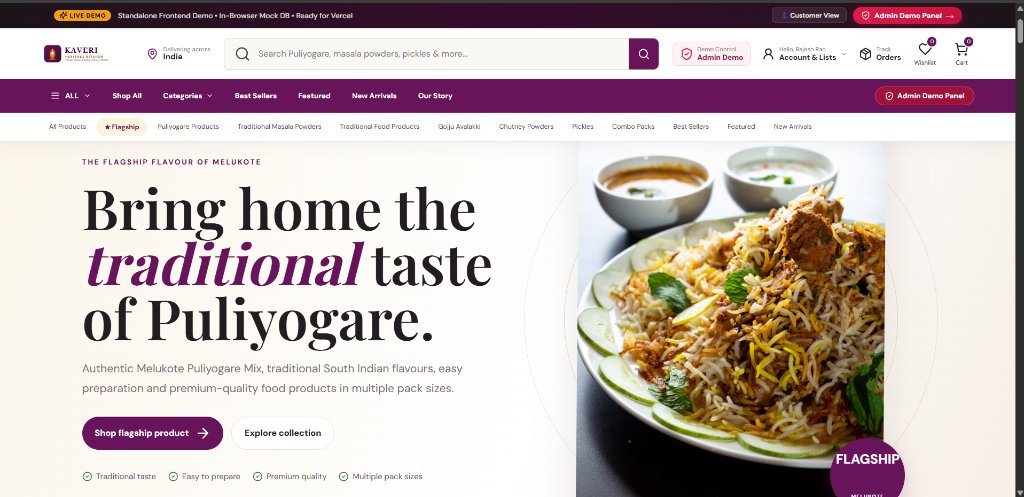 LIVE DEMO Standalone Frontend Demo • In-Browser Mock DB • Ready for Vercel
Customer View
Admin Demo Panel →
KAVERI
Delivering across
India
Search Puliyogare, masala powders, pickles & more...
Demo Control
Admin Demo
Hello, Rajesh Rao
Account & Lists
Track
Orders
0
Wishlist
0
Cart
ALL
Shop All
Categories
Best Sellers
Featured
New Arrivals
Our Story
Admin Demo Panel
All Products
★ Flagship
Puliyogare Products
Traditional Masala Powders
Traditional Food Products
Gojju Avalakki
Chutney Powders
Pickles
Combo Packs
Best Sellers
Featured
New Arrivals
THE FLAGSHIP FLAVOUR OF MELUKOTE
Bring home the
traditional taste
of Puliyogare.
Authentic Melukote Puliyogare Mix, traditional South Indian flavours, easy
preparation and premium-quality food products in multiple pack sizes.
Shop flagship product →
Explore collection
Traditional taste
Easy to prepare
Premium quality
Multiple pack sizes
FLAGSHIP
MELUKOTE